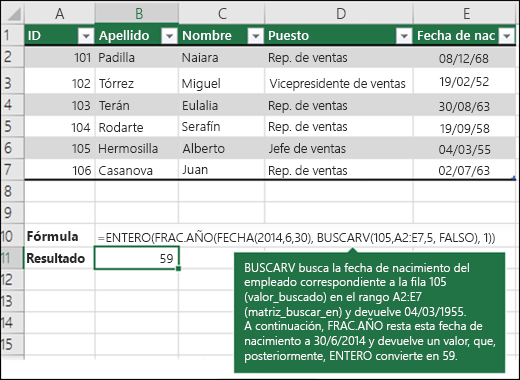 A B C D E
1 ID Apellido Nombre Puesto Fecha de nac
2 101 Padilla Naiara Rep. de ventas 08/12/68
3 102 Tórrez Miguel Vicepresidente de ventas 19/02/52
4 103 Terán Eulalia Rep. de ventas 30/08/63
5 104 Rodarte Serafín Rep. de ventas 19/09/58
6 105 Hermosilla Alberto Jefe de ventas 04/03/55
7 106 Casanova Juan Rep. de ventas 02/07/63
8
9
10 Fórmula =ENTERO(FRAC.AÑO(FECHA(2014,6,30), BUSCARV(105,A2:E7,5, FALSO), 1))
11 Resultado 59
12
13
14
15
BUSCARV busca la fecha de nacimiento del
empleado correspondiente a la fila 105
(valor_buscado) en el rango A2:E7
(matriz_buscar_en) y devuelve 04/03/1955.
A continuación, FRAC.AÑO resta esta fecha de
nacimiento a 30/6/2014 y devuelve un valor, que,
posteriormente, ENTERO convierte en 59.